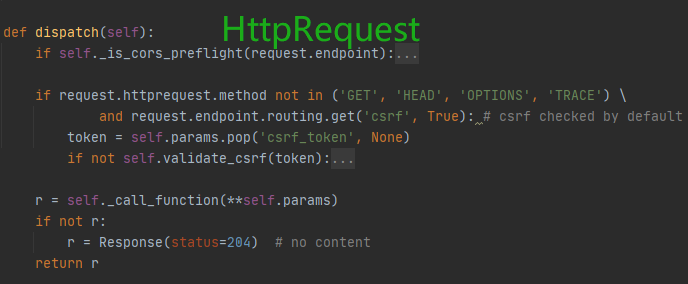 HttpRequest
def dispatch(self):
if self._is_cors_preflight(request.endpoint):...
if request.httprequest.method not in ('GET', 'HEAD', 'OPTIONS', 'TRACE') \
and request.endpoint.routing.get('csrf', True): # csrf checked by default
token = self.params.pop('csrf_token', None)
if not self.validate_csrf(token):...
r = self._call_function(**self.params)
if not r:
r = Response(status=204)  # no content
return r